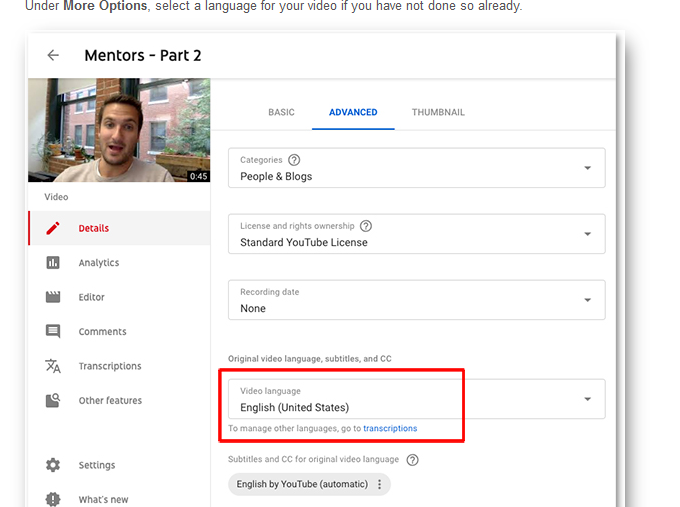 Under More Options, select a language for your video if you have not done so already.
Mentors - Part 2
0:45
Video
Details
Analytics
Editor
Comments
Transcriptions
Other features
Settings
What's new
BASIC ADVANCED THUMBNAIL
Categories ?
People & Blogs
License and rights ownership ?
Standard YouTube License
Recording date
None
Original video language, subtitles, and CC
Video language
English (United States)
To manage other languages, go to transcriptions
Subtitles and CC for original video language ?
English by YouTube (automatic)